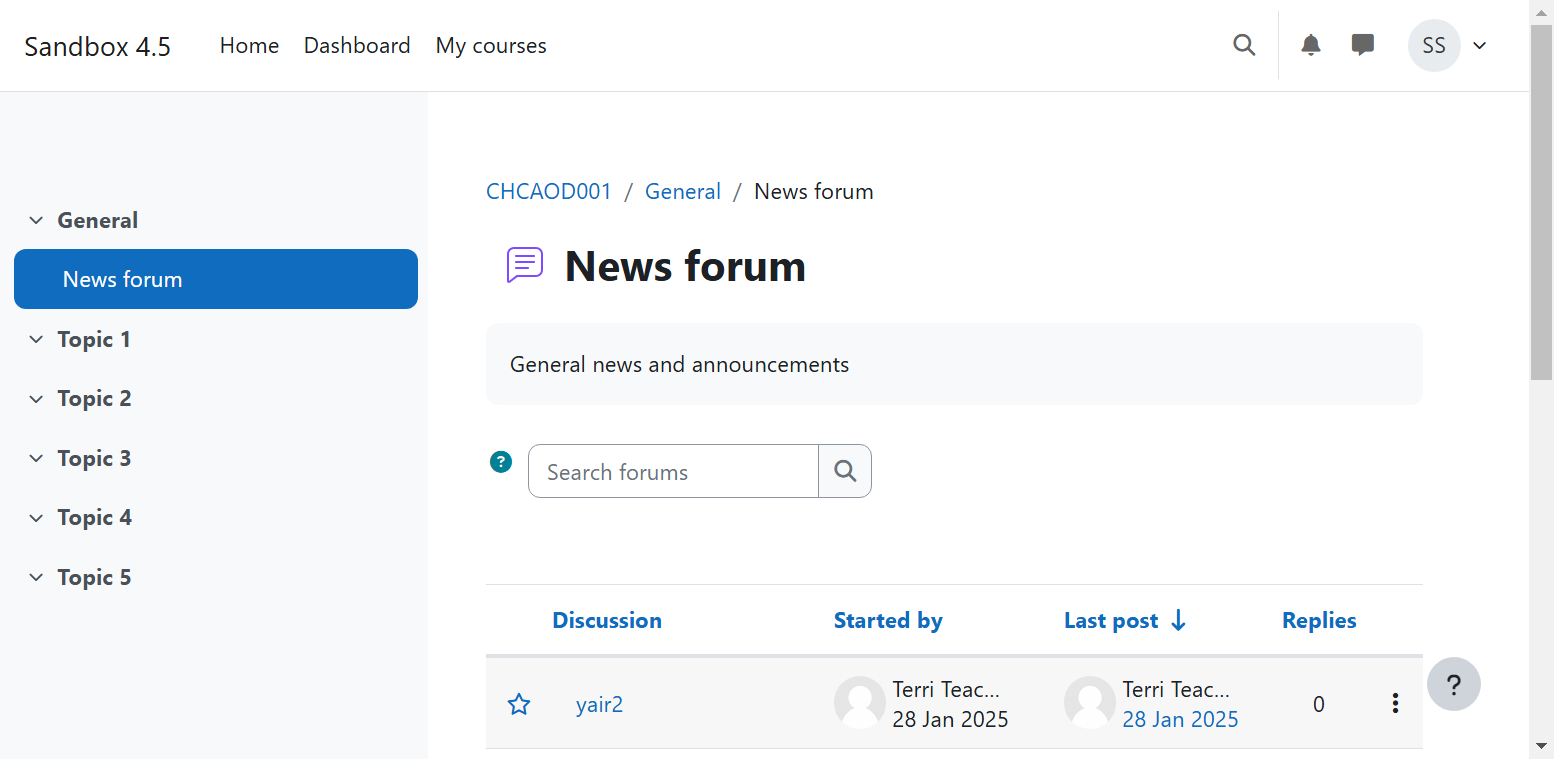 Sandbox 4.5 Home Dashboard My courses SS
General
News forum
Topic 1
Topic 2
Topic 3
Topic 4
Topic 5
CHCAOD001 / General / News forum
News forum
General news and announcements
? Search forums
Discussion Started by Last post Replies
yair2 Terri Teac... 28 Jan 2025 Terri Teac... 28 Jan 2025 0
?